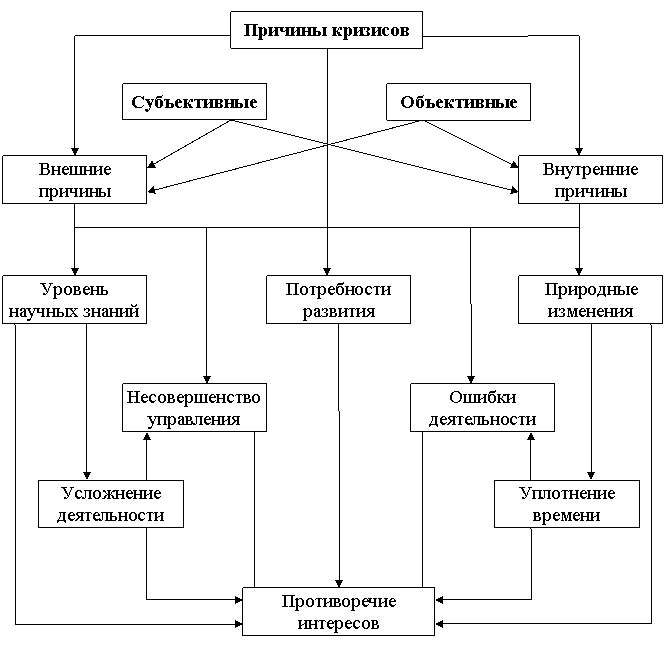 Причины кризисов
Субъективные
Объективные
Внешние
причины
Внутренние
причины
Уровень
научных знаний
Потребности
развития
Природные
изменения
Несовершенство
управления
Ошибки
деятельности
Усложнение
деятельности
Уплотнение
времени
Противоречие
интересов